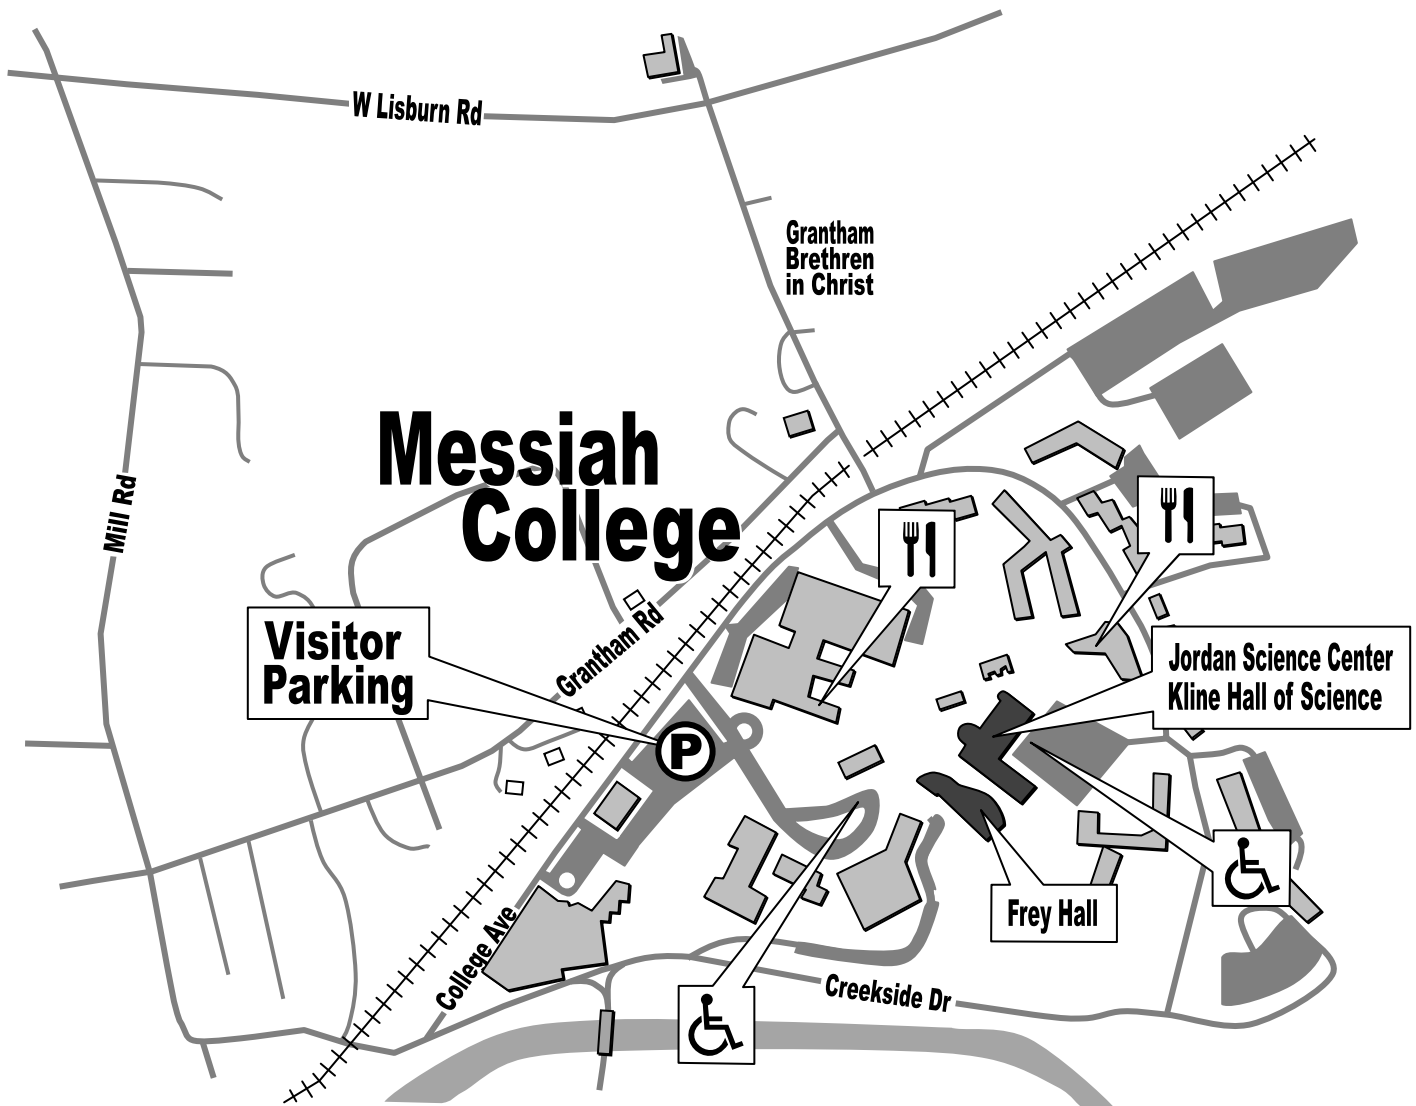 W Lisburn Rd
Grantham
Brethren
in Christ
Messiah
College
Mill Rd
Visitor
Parking
Grantham Rd
P
Jordan Science Center
Kline Hall of Science
Frey Hall
College Ave
Creekside Dr